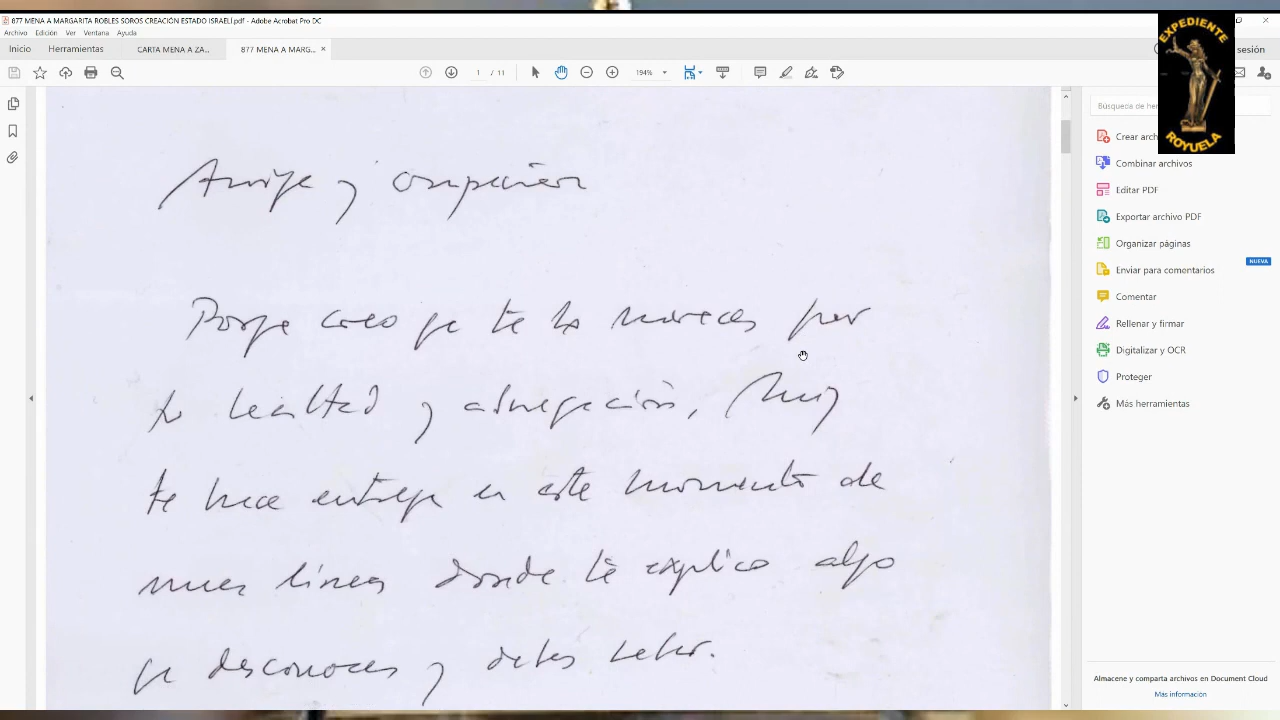 877 MENA A MARGARITA ROBLES SOROS CREACIÓN ESTADO ISRAELÍ.pdf - Adobe Acrobat Pro DC
Archivo Edición Ver Ventana Ayuda
Inicio Herramientas CARTA MENA A ZA... 877 MENA A MARG... × sesión
1 / 11 194%
EXPEDIENTE
ROYUELA
Amiga y compañera
Porque creo que te lo mereces por
tu lealtad y abnegación, Ruiz
te hace entrega en este momento de
unas líneas donde te explico algo
que desconoces y debes saber.
Búsqueda de her
Crear arch
Combinar archivos
Editar PDF
Exportar archivo PDF
Organizar páginas
Enviar para comentarios
NUEVA
Comentar
Rellenar y firmar
Digitalizar y OCR
Proteger
Más herramientas
Almacene y comparta archivos en Document Cloud
Más información